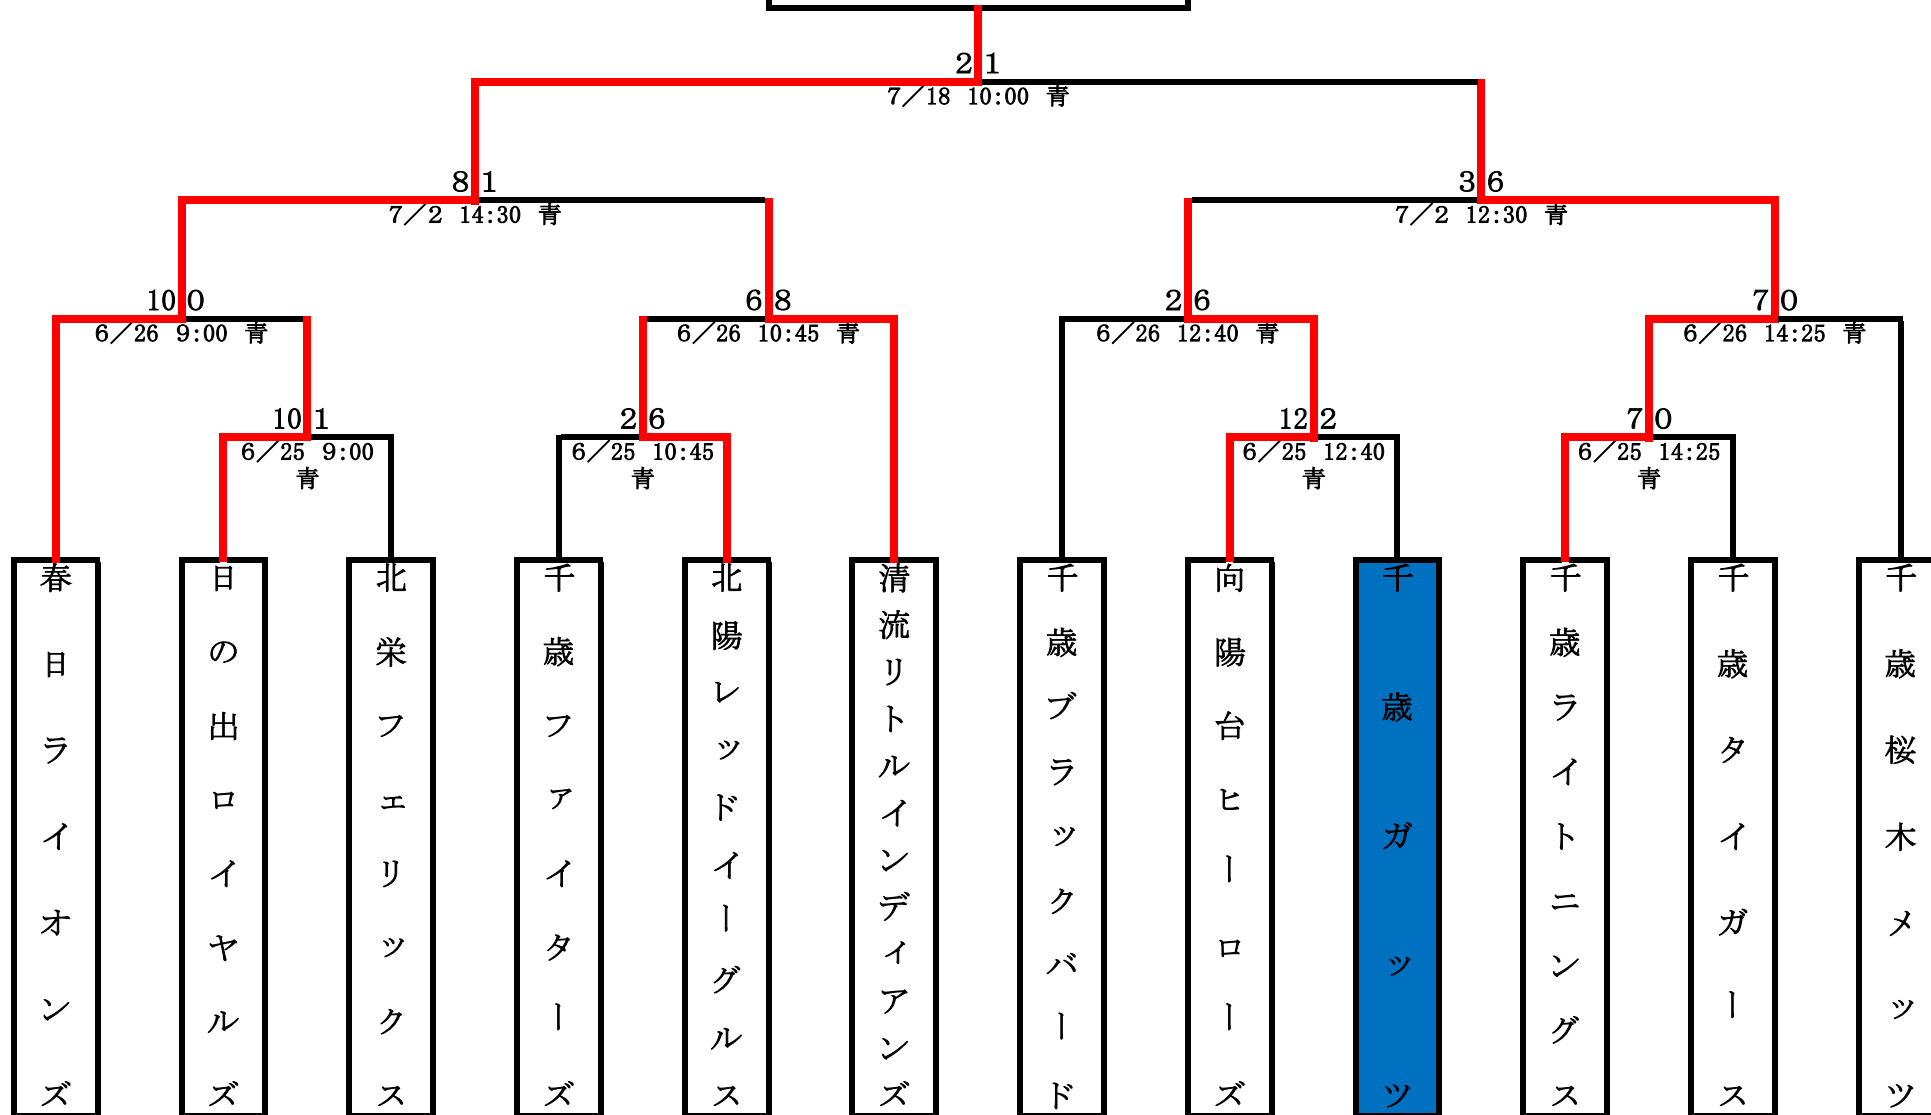 2 1
7／18 10:00 青
8 1
7／2 14:30 青
3 6
7／2 12:30 青
10 0
6／26 9:00 青
6 8
6／26 10:45 青
2 6
6／26 12:40 青
7 0
6／26 14:25 青
10 1
6／25 9:00
青
2 6
6／25 10:45
青
12 2
6／25 12:40
青
7 0
6／25 14:25
青
春日ライオンズ
日の出ロイヤルズ
北栄フェリックス
千歳ファイターズ
北陽レッドイーグルス
清流リトルインディアンズ
千歳ブラックバード
向陽台ヒーローズ
千歳ガッツ
千歳ライトニングス
千歳タイガース
千歳桜木メッツ